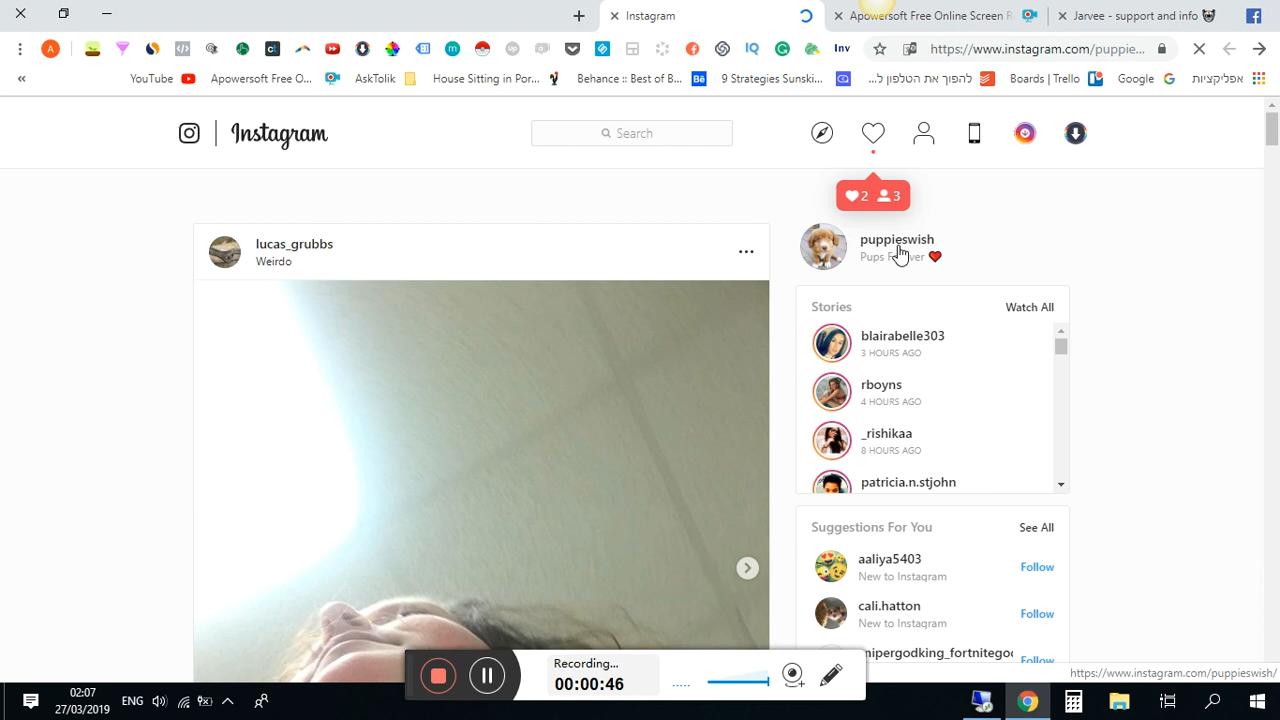 Instagram
Apowersoft Free Online Screen R
Jarvee - support and info
https://www.instagram.com/puppie...
Inv
A
YouTube
Apowersoft Free O...
AskTolik
House Sitting in Por...
Behance :: Best of B...
9 Strategies Sunski...
להפוך את הטלפון ל...
Boards | Trello
Google
אפליקציות
Instagram
Search
2 3
lucas_grubbs
Weirdo
puppieswish
Stories
Watch All
blairabelle303
3 HOURS AGO
rboyns
4 HOURS AGO
_rishikaa
8 HOURS AGO
patricia.n.stjohn
Suggestions For You
See All
aaliya5403
New to Instagram
Follow
cali.hatton
New to Instagram
Follow
Follow
Recording...
00:00:46
https://www.instagram.com/puppieswish/
02:07
27/03/2019
ENG